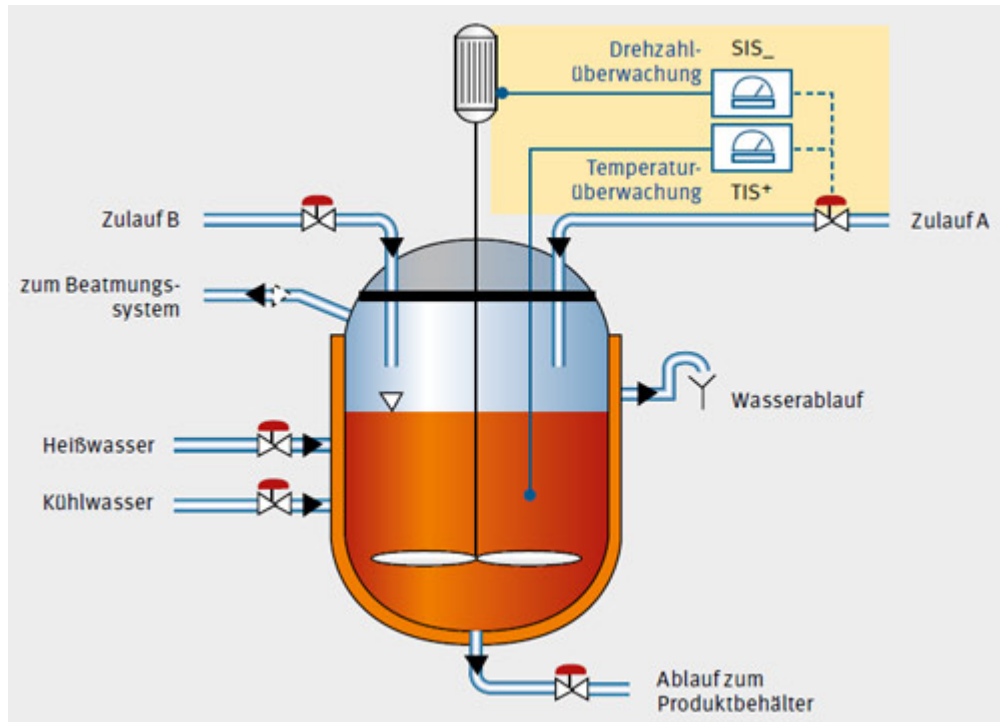 Drehzahl-
überwachung
SIS_
Temperatur-
überwachung
TIS+
Zulauf B
Zulauf A
zum Beatmungs-
system
Wasserablauf
Heißwasser
Kühlwasser
Ablauf zum
Produktbehälter